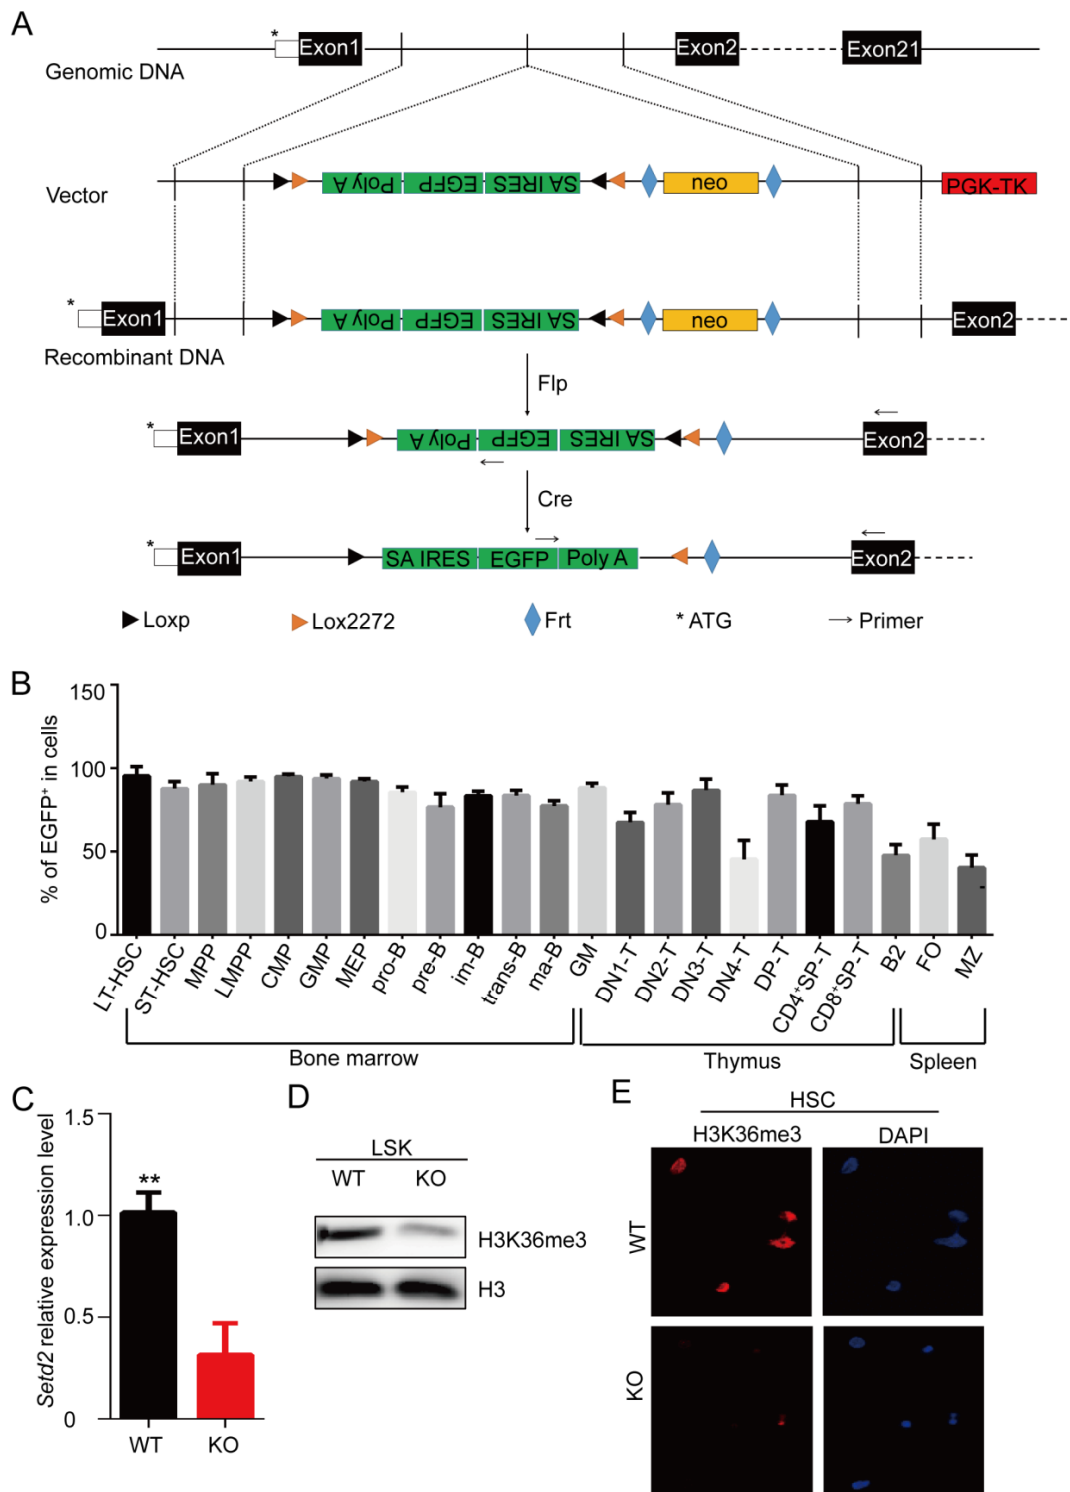 A
*
Exon1
Exon2
Exon21
Genomic DNA
Poly A
EGFP
SA IRES
neo
PGK-TK
Vector
*
Exon1
Poly A
EGFP
SA IRES
neo
Exon2
Recombinant DNA
Flp
*
Exon1
Poly A
EGFP
SA IRES
Exon2
Cre
*
Exon1
SA IRES
EGFP
Poly A
Exon2
Loxp
Lox2272
Frt
* ATG
Primer
B
% of EGFP⁺ in cells
150
100
50
0
LT-HSC
ST-HSC
MPP
LMPP
CMP
GMP
MEP
pro-B
pre-B
im-B
trans-B
ma-B
GM
DN1-T
DN2-T
DN3-T
DN4-T
DP-T
CD4⁺SP-T
CD8⁺SP-T
B2
FO
MZ
Bone marrow
Thymus
Spleen
C
Setd2 relative expression level
1.5
1.0
0.5
0
**
WT
KO
D
LSK
WT KO
H3K36me3
H3
E
HSC
H3K36me3 DAPI
WT
KO